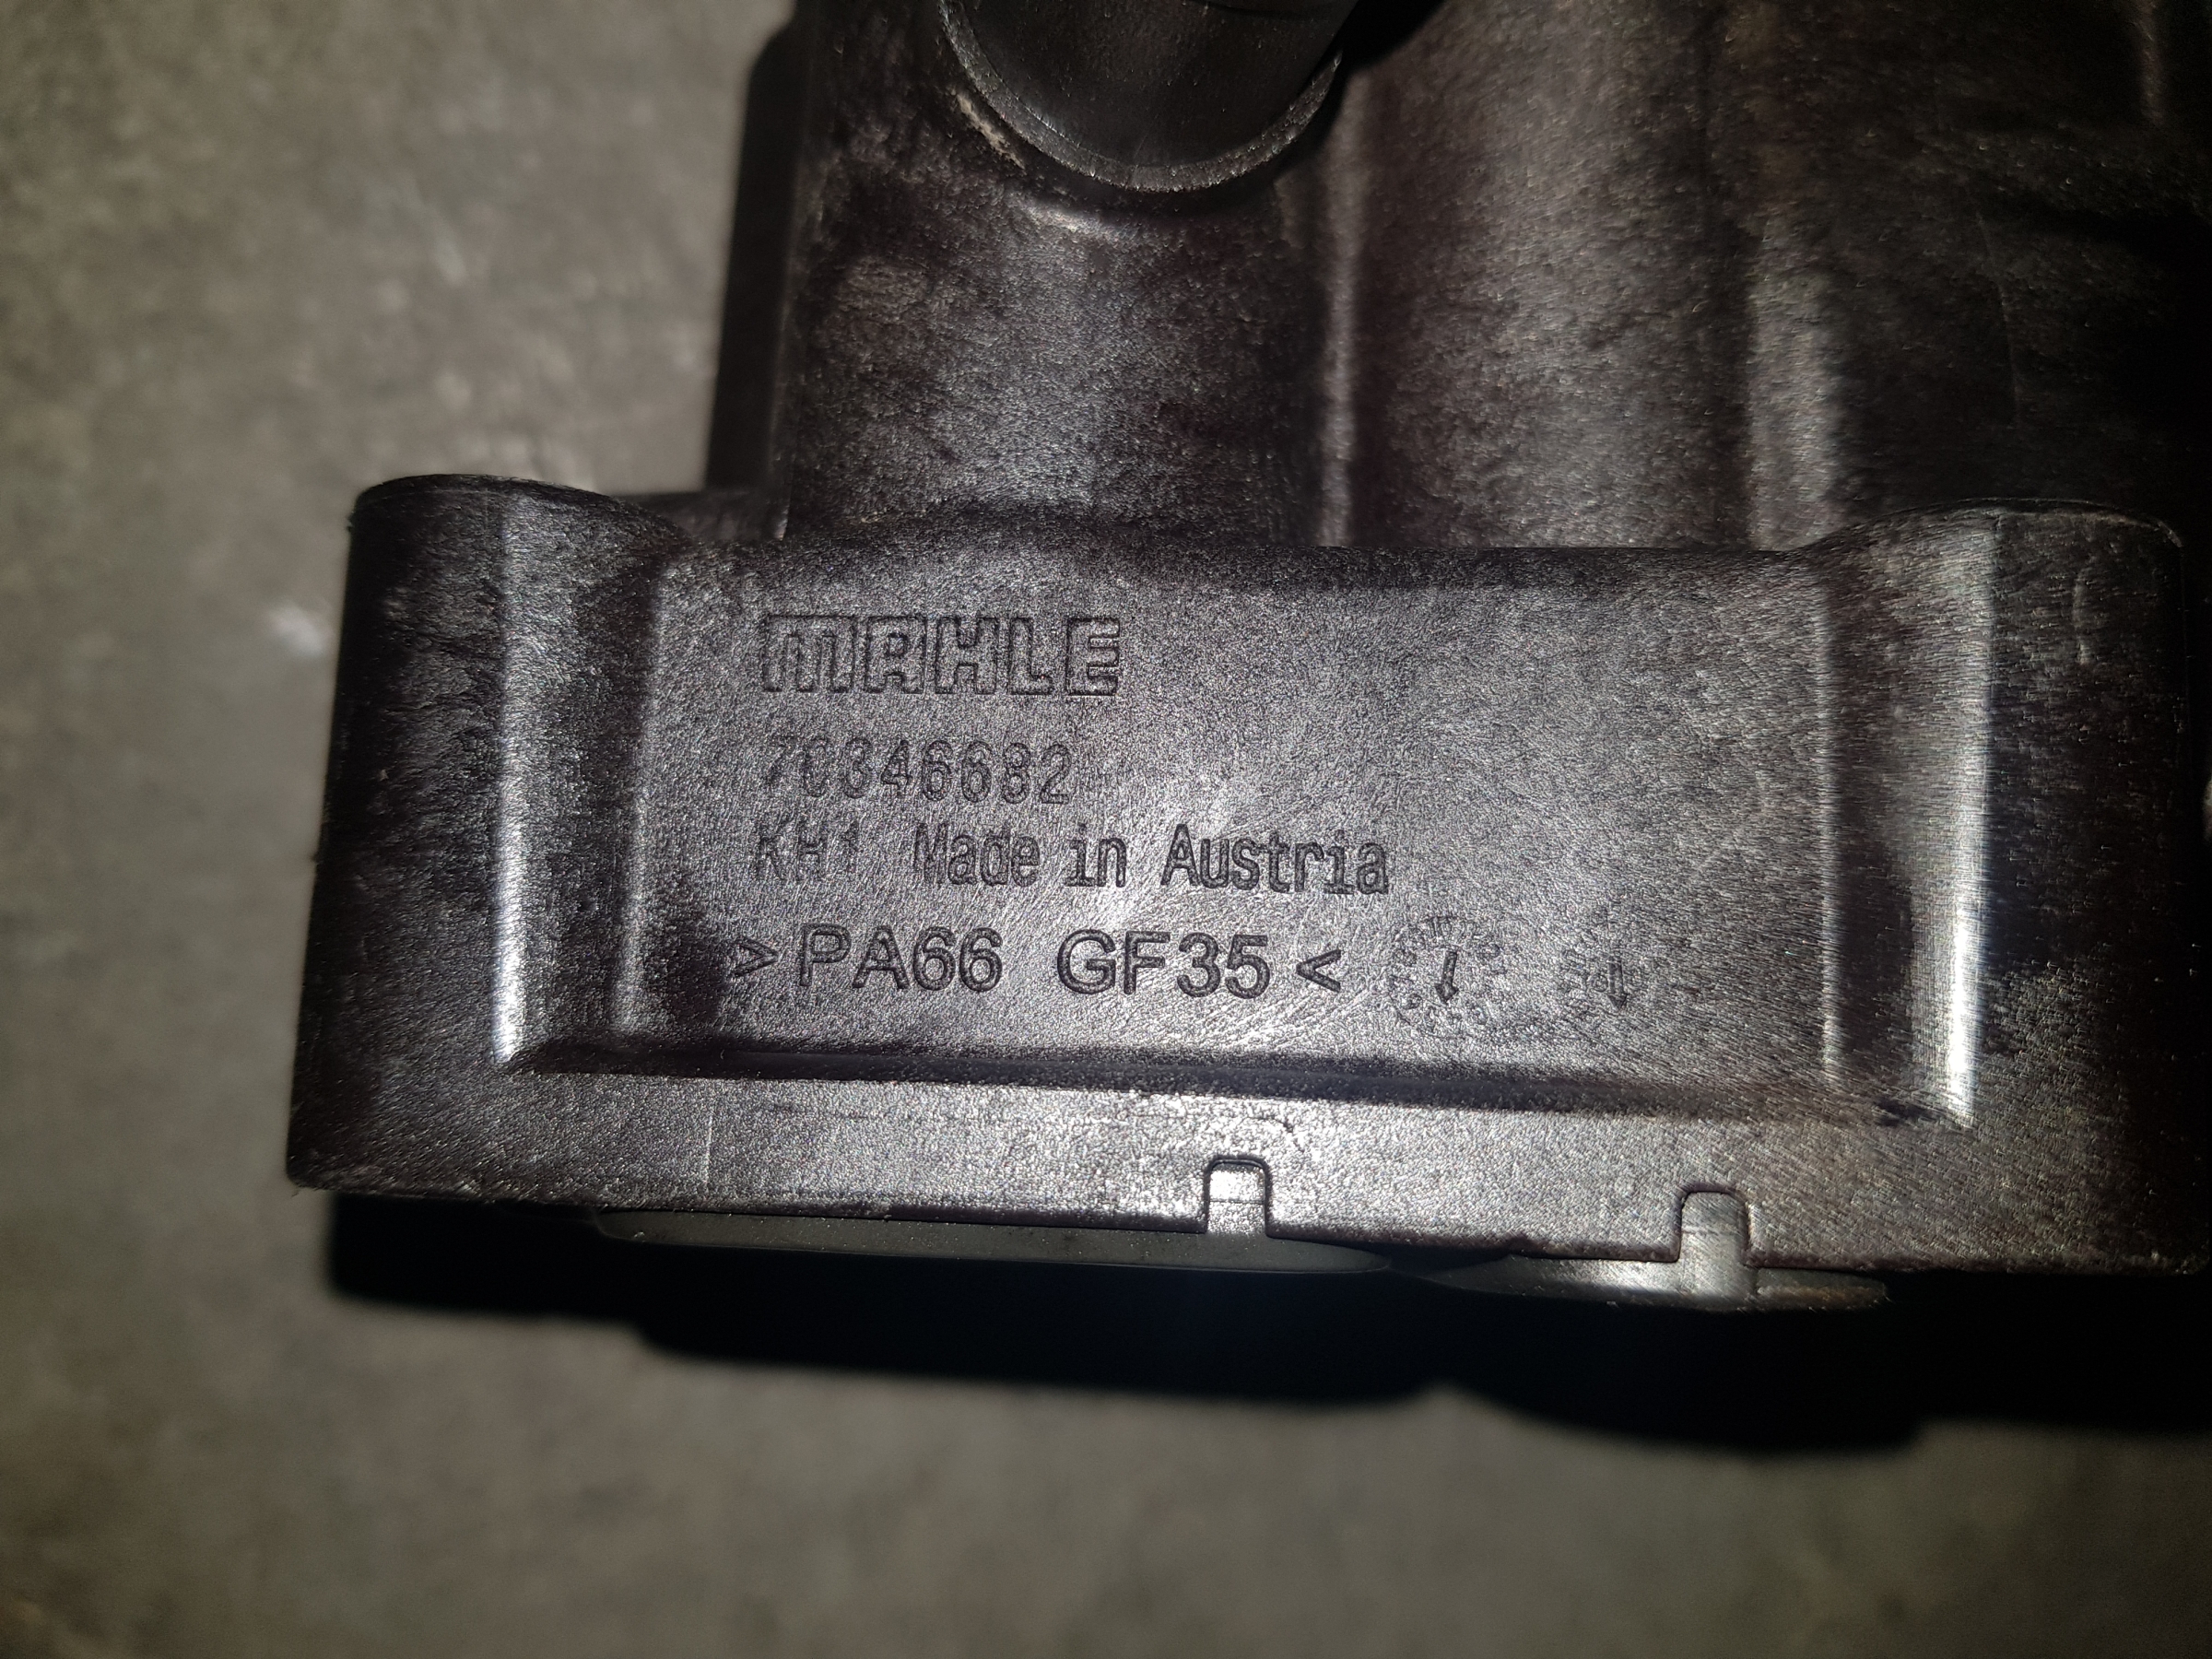 MAHLE
70346682
KH1 Made in Austria
>PA66 GF35<